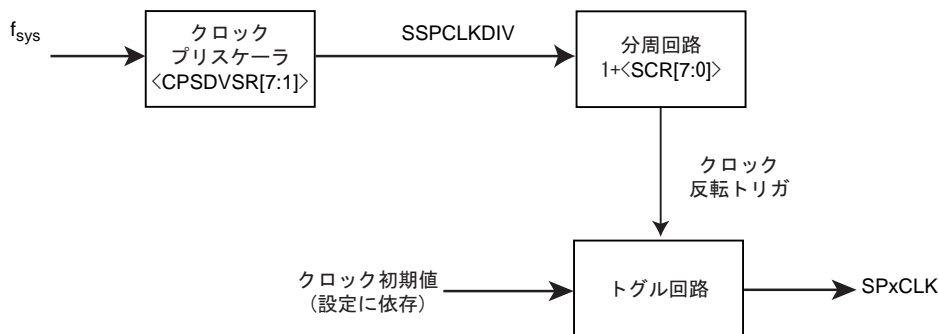 fsys
クロック
プリスケーラ
<CPSDVSR[7:1]>
SSPCLKDIV
分周回路
1+<SCR[7:0]>
クロック
反転トリガ
クロック初期値
(設定に依存)
トグル回路
SPxCLK